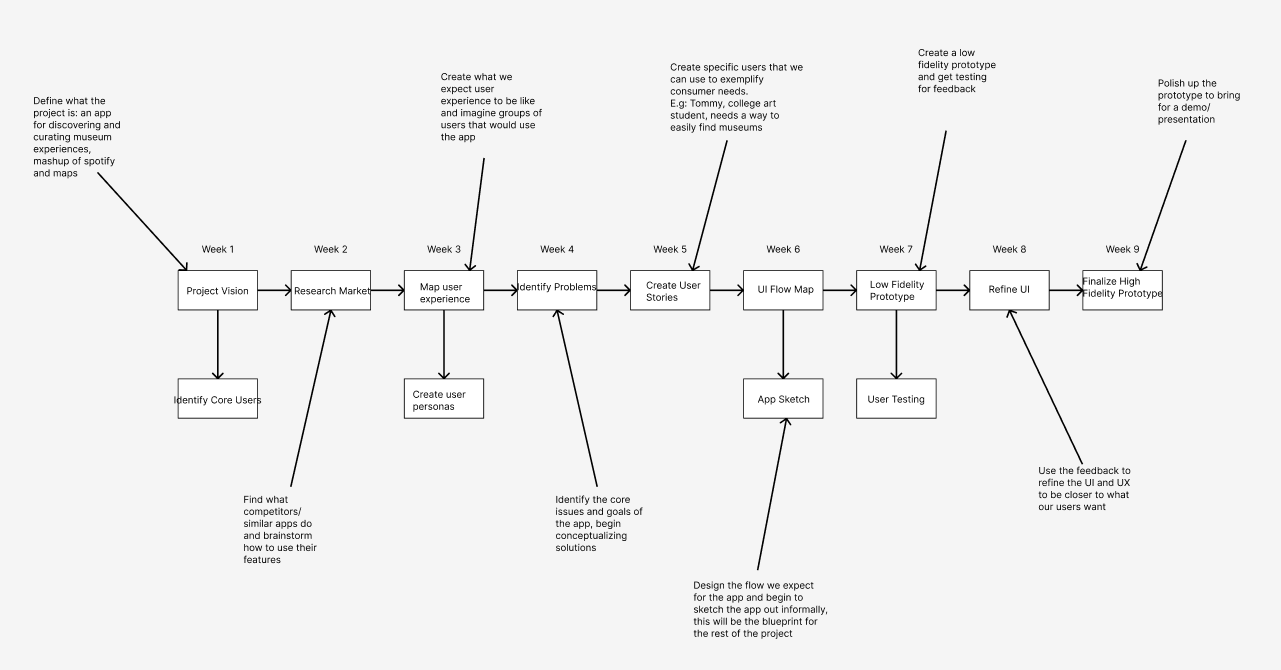 Create a low
fidelity prototype
and get testing
for feedback
Create specific users that we
can use to exemplify
consumer needs.
E.g: Tommy, college art
student, needs a way to
easily find museums
Create what we
expect user
experience to be like
and imagine groups of
users that would use
the app
Polish up the
prototype to bring
for a demo/
presentation
Define what the
project is: an app
for discovering and
curating museum
experiences,
mashup of spotify
and maps
Week 1
Week 2
Week 3
Week 4
Week 5
Week 6
Week 7
Week 8
Week 9
Project Vision
Research Market
Map user
experience
Identify Problems
Create User
Stories
UI Flow Map
Low Fidelity
Prototype
Refine UI
Finalize High
Fidelity Prototype
Identify Core Users
Create user
personas
App Sketch
User Testing
Find what
competitors/
similar apps do
and brainstorm
how to use their
features
Identify the core
issues and goals of
the app, begin
conceptualizing
solutions
Use the feedback to
refine the UI and UX
to be closer to what
our users want
Design the flow we expect
for the app and begin to
sketch the app out informally,
this will be the blueprint for
the rest of the project